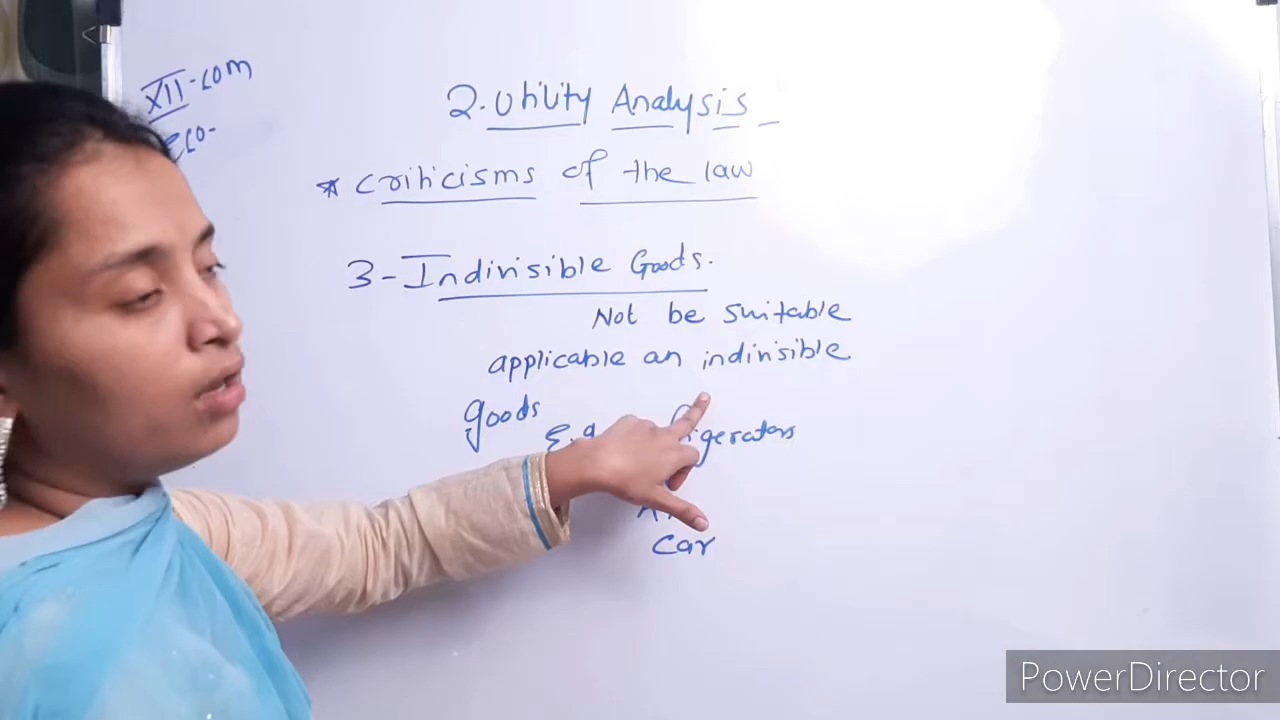 XII-com
Eco-
2. Utility Analysis
* Criticisms of the law
3- Indivisible Goods.
Not be suitable
applicable an indivisible
goods
E.g
Car
PowerDirector